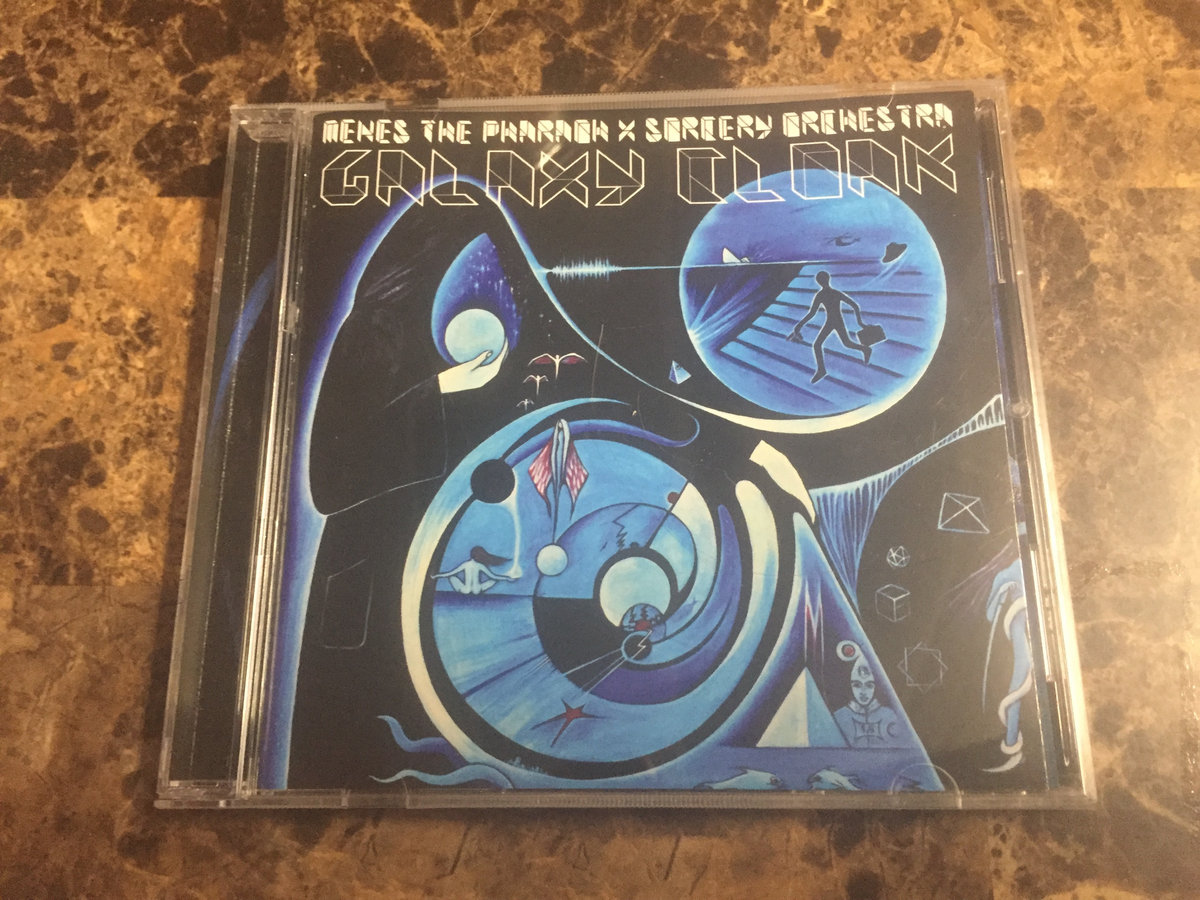 MENES THE PHARAOH X SORCERY ORCHESTRA
GALAXY CLOAK